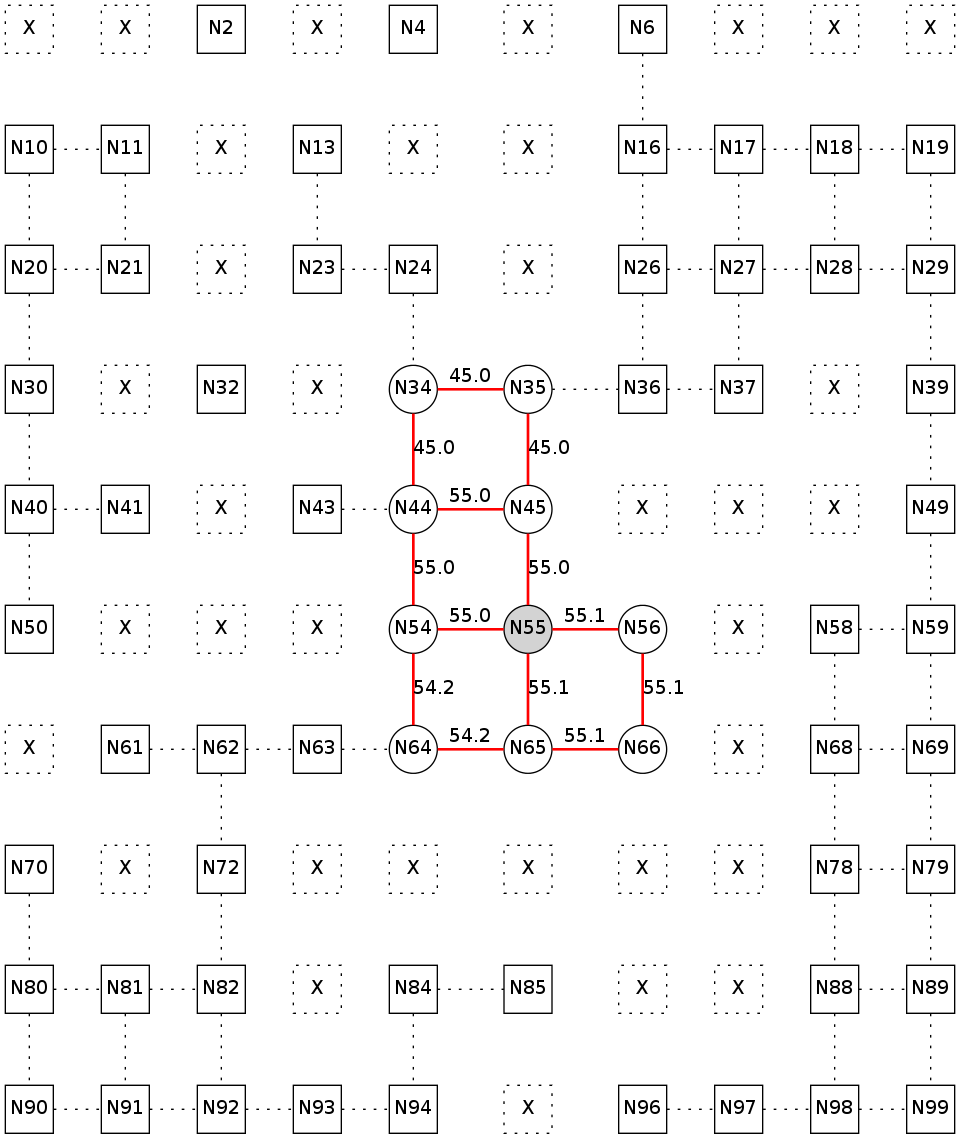 X X N2 X N4 X N6 X X X
N10 N11 X N13 X X N16 N17 N18 N19
N20 N21 X N23 N24 X N26 N27 N28 N29
45.0
N30 X N32 X N34 N35 N36 N37 X N39
45.0 45.0
55.0
N40 N41 X N43 N44 N45 X X X N49
55.0 55.0
55.0 55.1
N50 X X X N54 N55 N56 X N58 N59
54.2 55.1 55.1
54.2 55.1
X N61 N62 N63 N64 N65 N66 X N68 N69
N70 X N72 X X X X X N78 N79
N80 N81 N82 X N84 N85 X X N88 N89
N90 N91 N92 N93 N94 X N96 N97 N98 N99